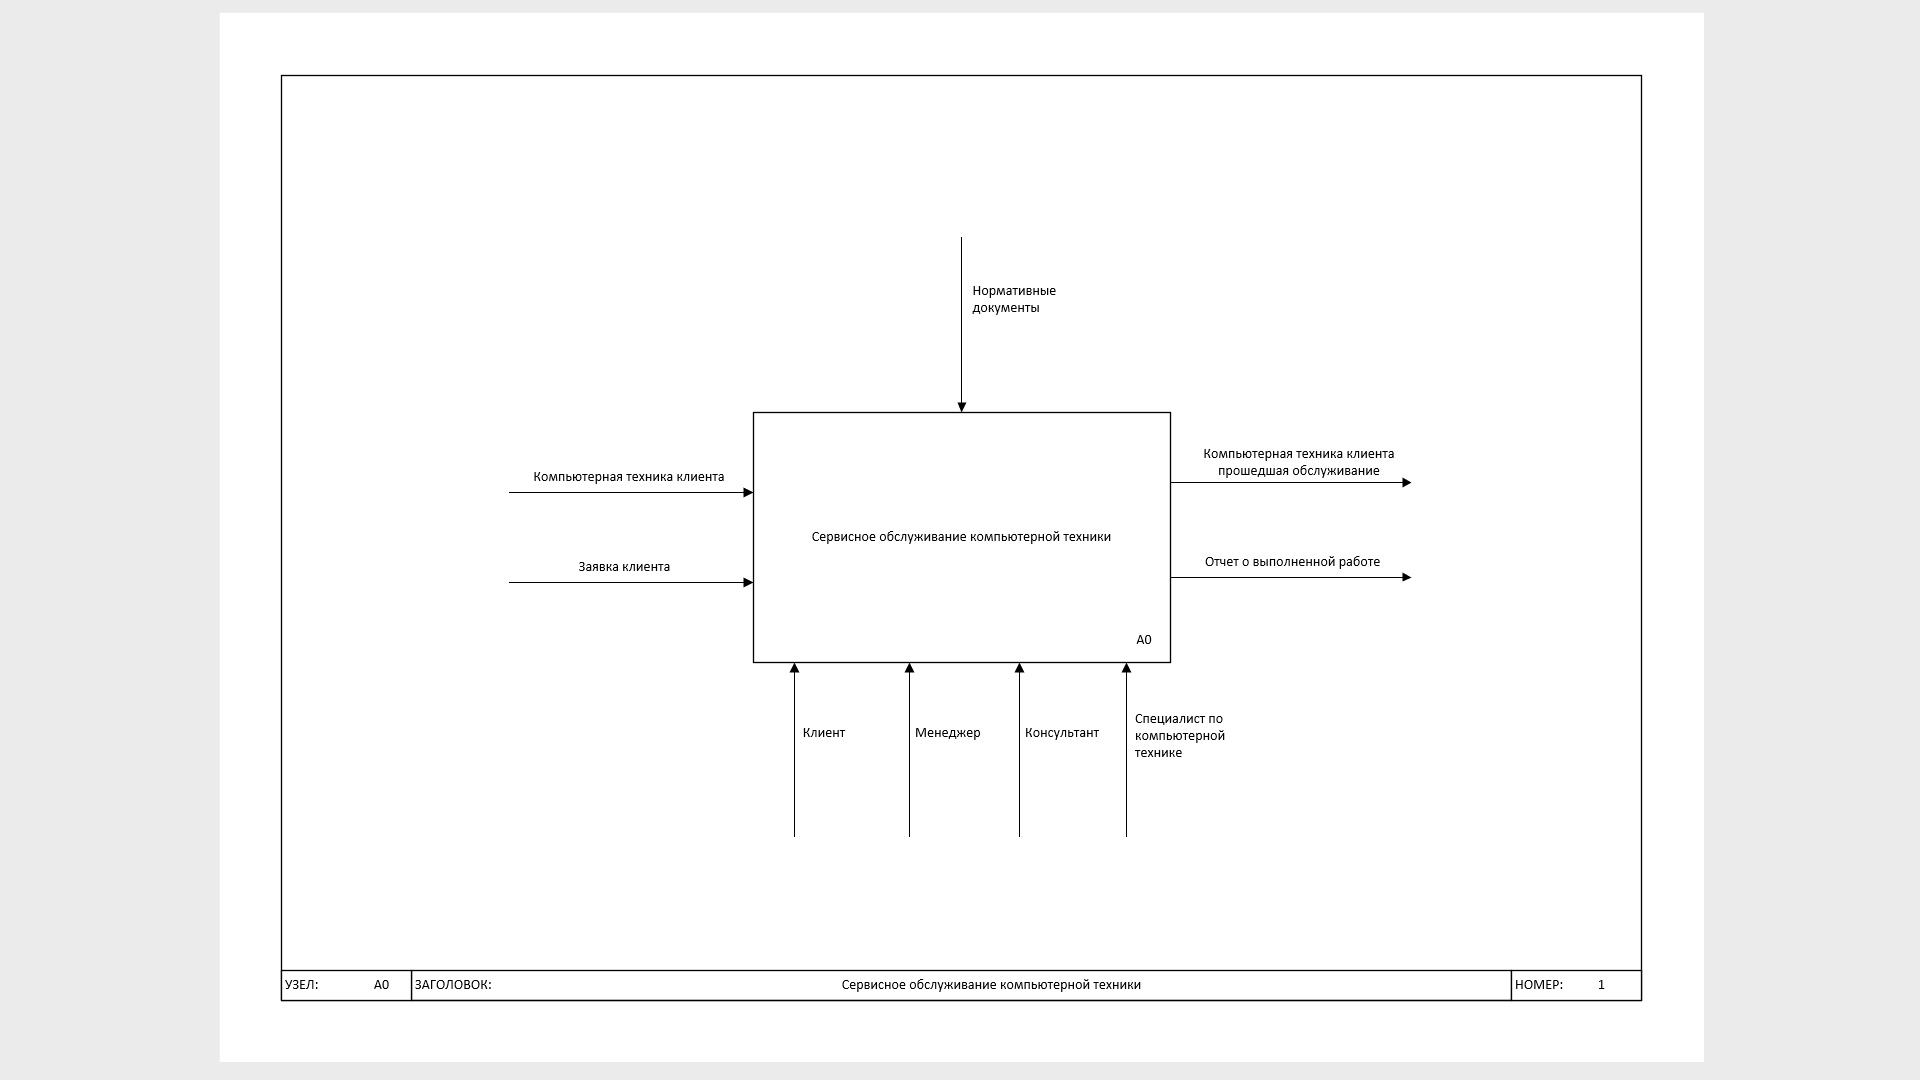 Нормативные
документы
Компьютерная техника клиента
Заявка клиента
Сервисное обслуживание компьютерной техники
A0
Компьютерная техника клиента
прошедшая обслуживание
Отчет о выполненной работе
Клиент
Менеджер
Консультант
Специалист по
компьютерной
технике
УЗЕЛ: A0
ЗАГОЛОВОК: Сервисное обслуживание компьютерной техники
НОМЕР: 1